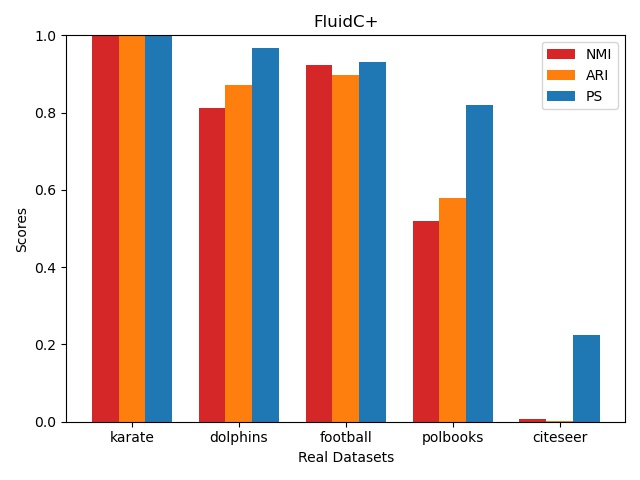 FluidC+
1.0
0.8
0.6
0.4
0.2
0.0
Scores
NMI
ARI
PS
karate dolphins football polbooks citeseer
Real Datasets